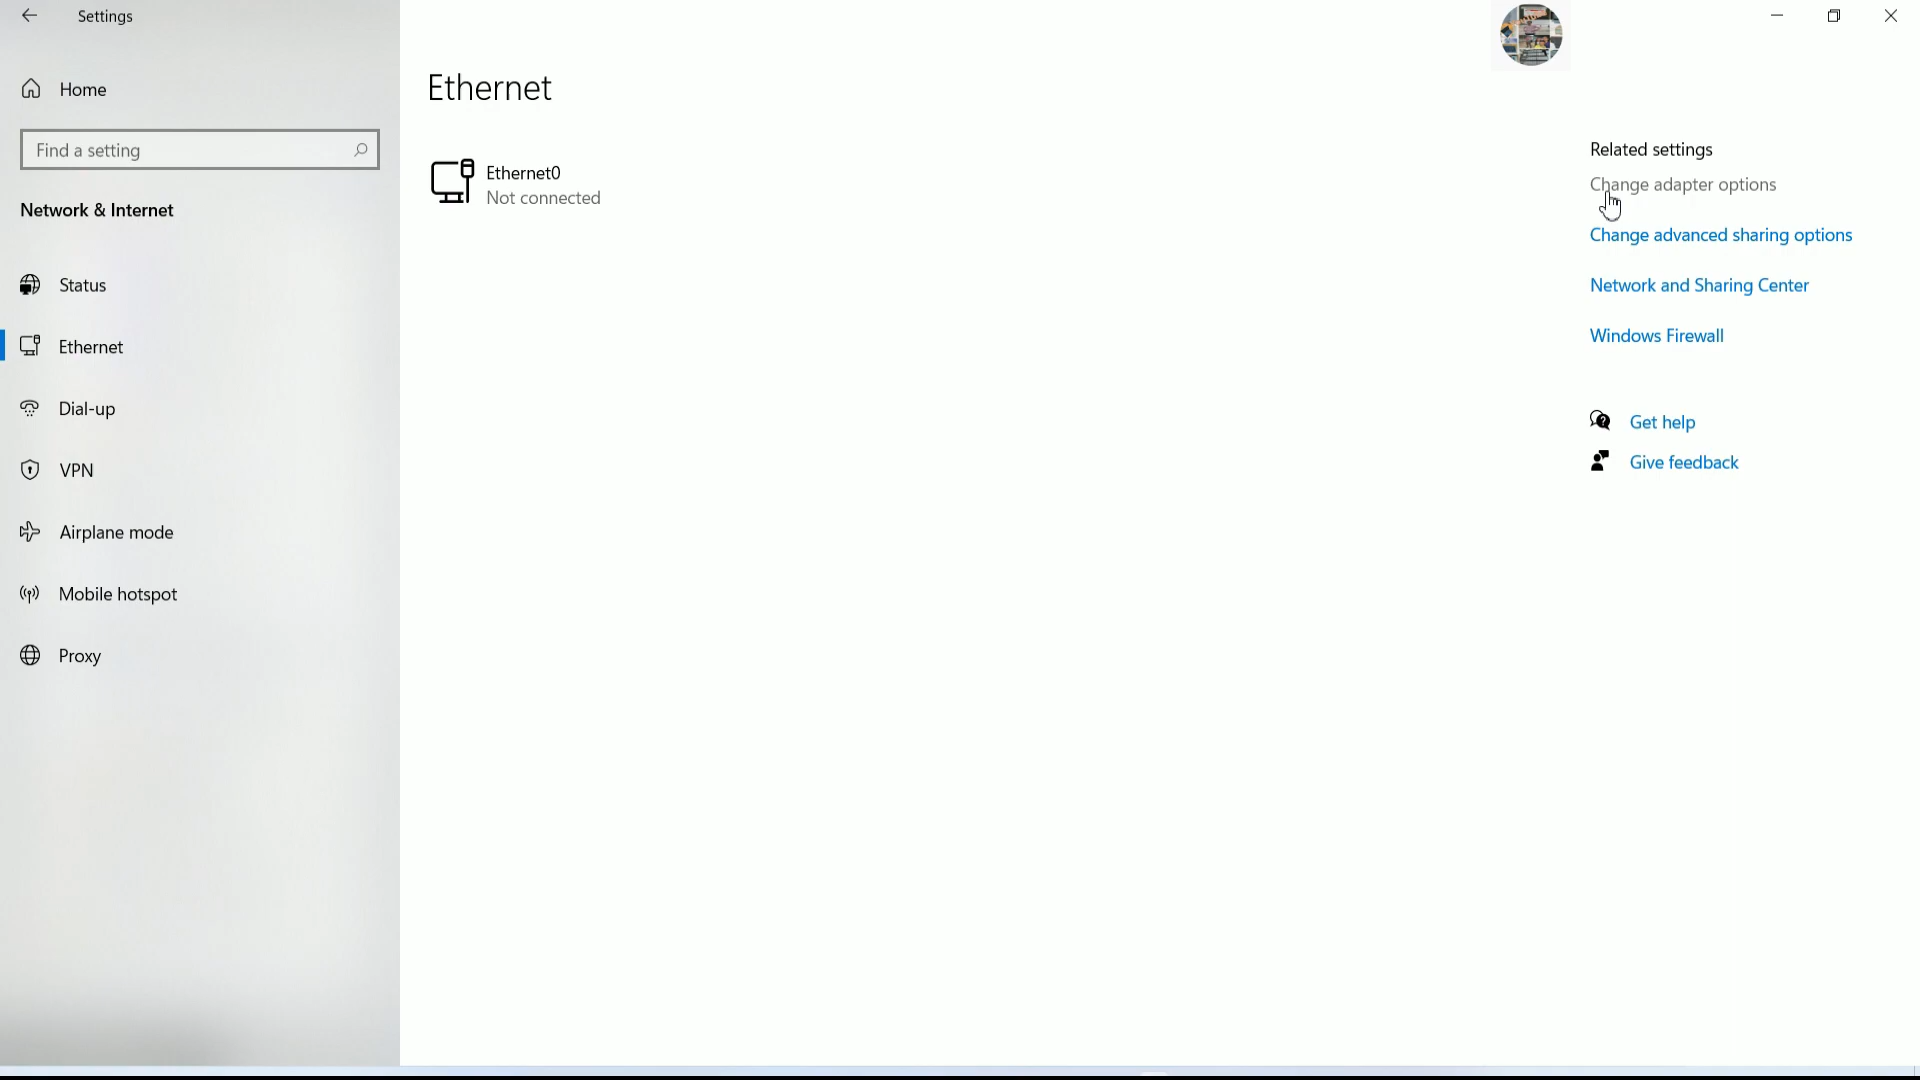 Settings
Home
Find a setting
Network & Internet
Status
Ethernet
Dial-up
VPN
Airplane mode
Mobile hotspot
Proxy
Ethernet
Ethernet0
Not connected
Related settings
Change adapter options
Change advanced sharing options
Network and Sharing Center
Windows Firewall
Get help
Give feedback